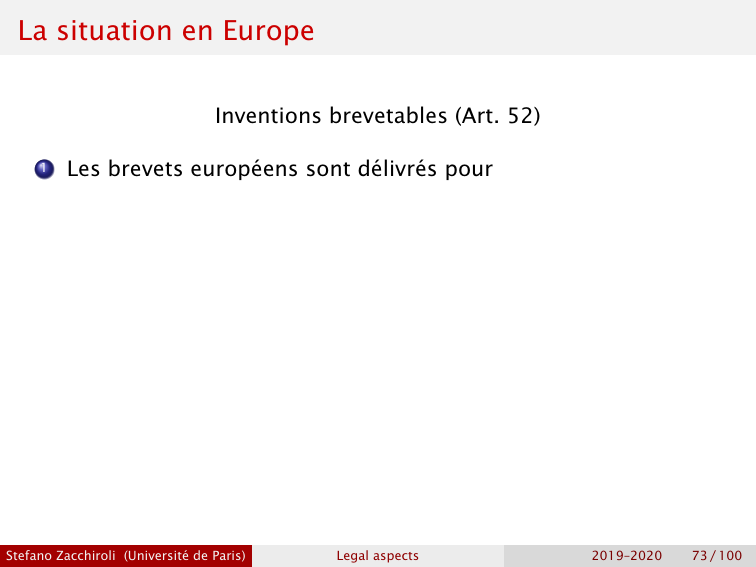 La situation en Europe
Inventions brevetables (Art. 52)
1 Les brevets européens sont délivrés pour
Stefano Zacchiroli (Université de Paris) Legal aspects 2019–2020 73 / 100